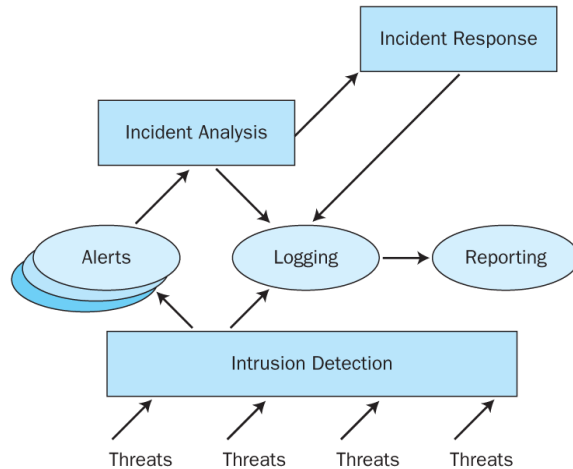 Incident Response
Incident Analysis
Alerts
Logging
Reporting
Intrusion Detection
Threats
Threats
Threats
Threats